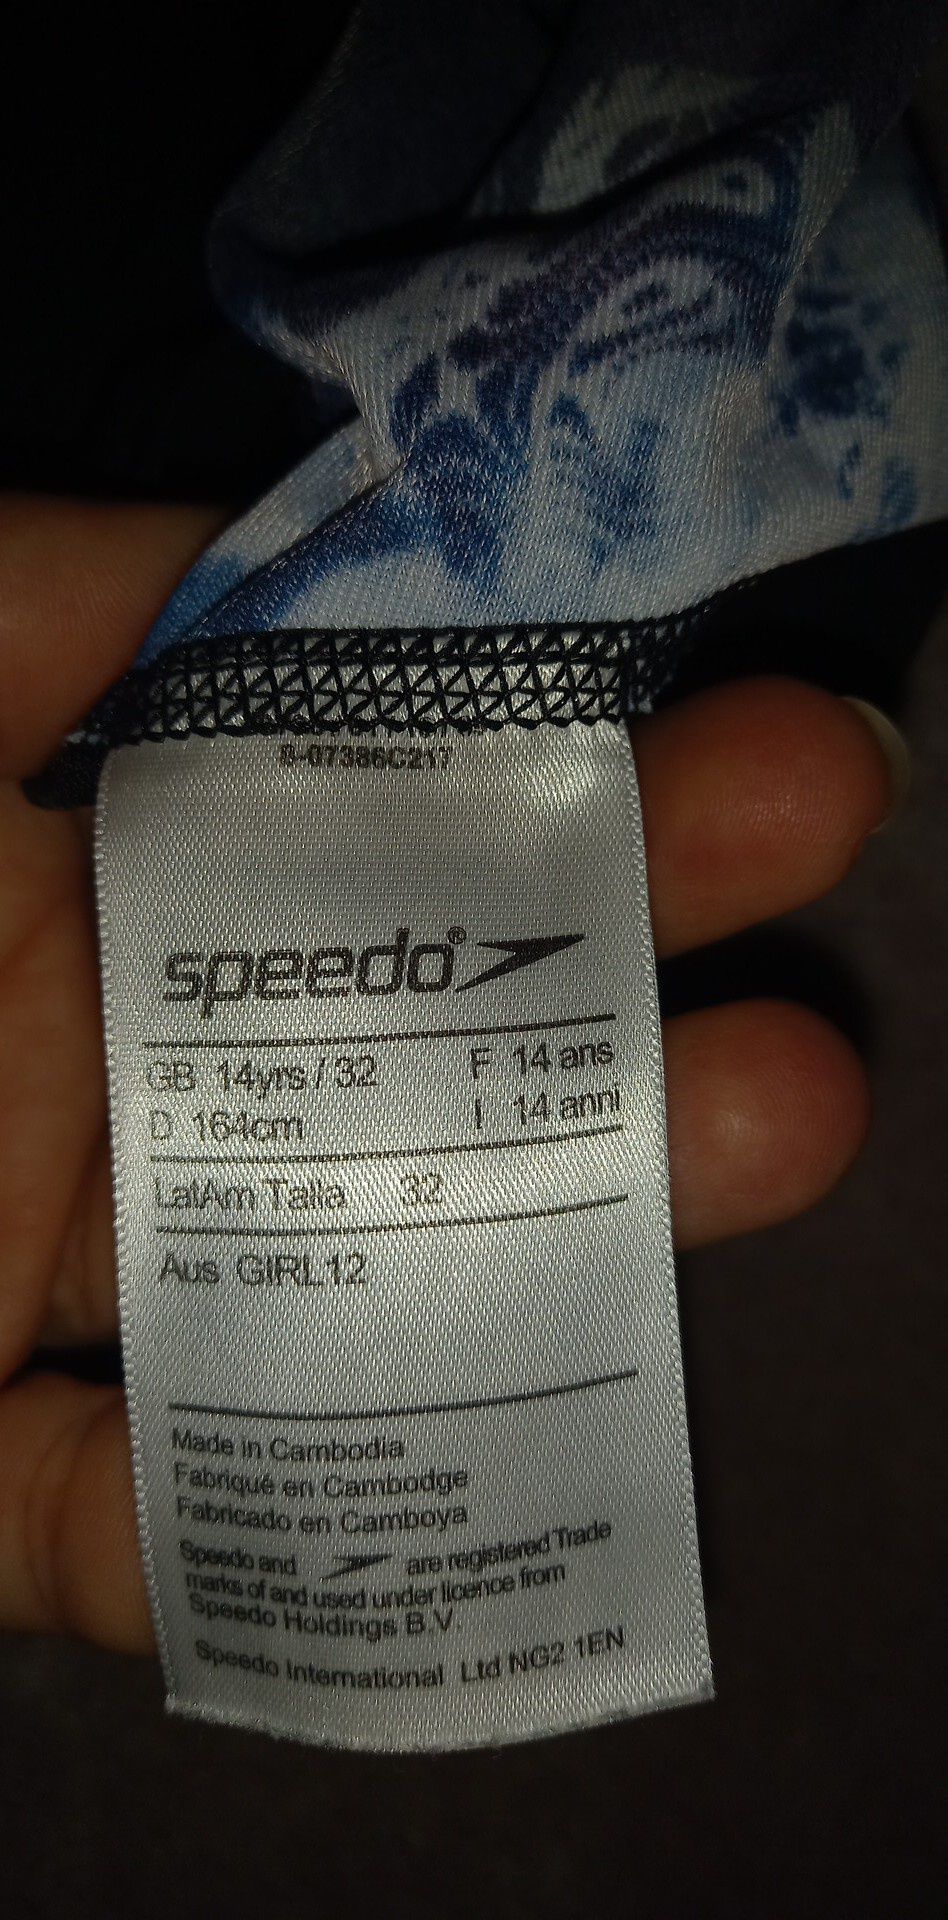 8-07386C217
speedo®
GB 14yrs / 32 F 14 ans
D 164cm I 14 anni
LatAm Talla 32
Aus GIRL12
Made in Cambodia
Fabriqué en Cambodge
Fabricado en Camboya
Speedo and are registered Trade
marks of and used under licence from
Speedo Holdings B.V.
Speedo International Ltd NG2 1EN